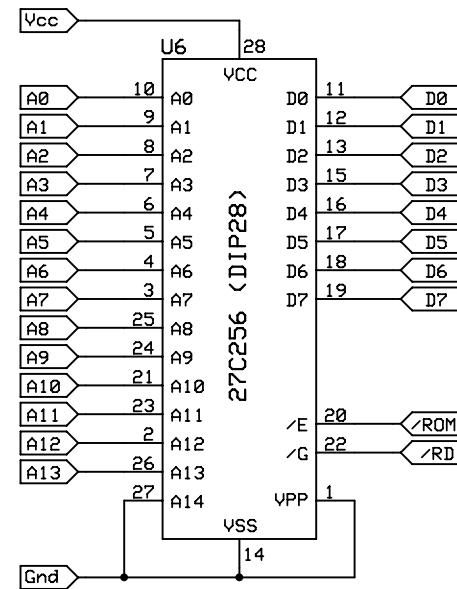 Vcc
U6 28
VCC
A0 10 A0 D0 11 D0
A1 9 A1 D1 12 D1
A2 8 A2 D2 13 D2
A3 7 A3 D3 15 D3
A4 6 A4 D4 16 D4
A5 5 A5 D5 17 D5
A6 4 A6 D6 18 D6
A7 3 A7 D7 19 D7
A8 25 A8
A9 24 A9
A10 21 A10
A11 23 A11 /E 20 /ROM
A12 2 A12 /G 22 /RD
A13 26 A13
27 A14 VPP 1
27C256 (DIP28)
VSS
14
Gnd